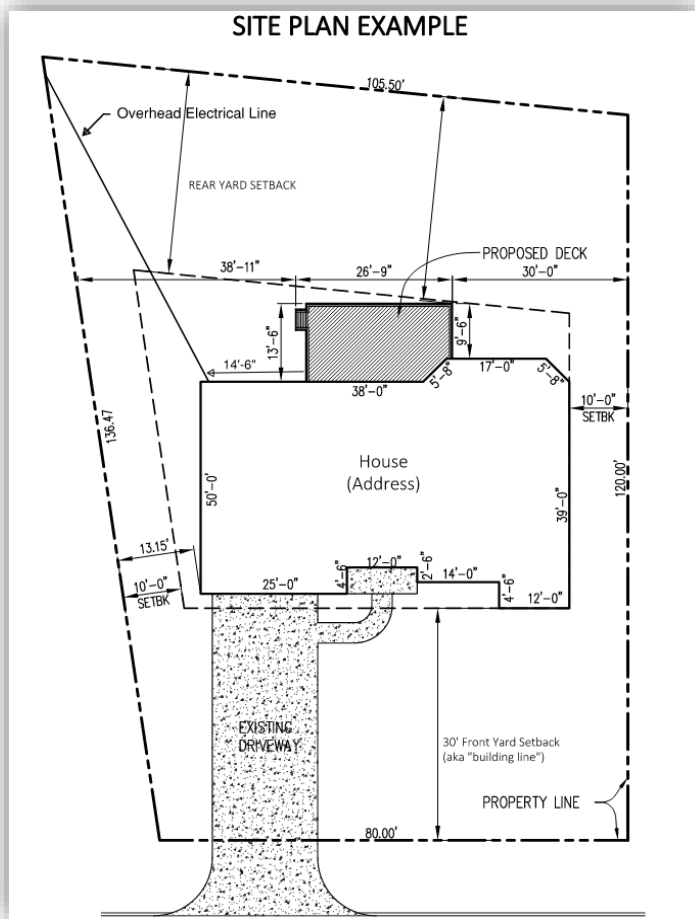 SITE PLAN EXAMPLE
105.50'
Overhead Electrical Line
REAR YARD SETBACK
38'-11"
26'-9"
PROPOSED DECK
30'-0"
13'-6"
9'-6"
14'-6"
38'-0"
5'-8"
17'-0"
5'-8"
10'-0"
SETBK
136.47
120.00'
50'-0'
House
(Address)
39'-0"
13.15'
10'-0"
SETBK
25'-0"
4'-6"
12'-0"
2'-6"
14'-0"
4'-6"
12'-0"
EXISTING
DRIVEWAY
30' Front Yard Setback
(aka "building line")
PROPERTY LINE
80.00'